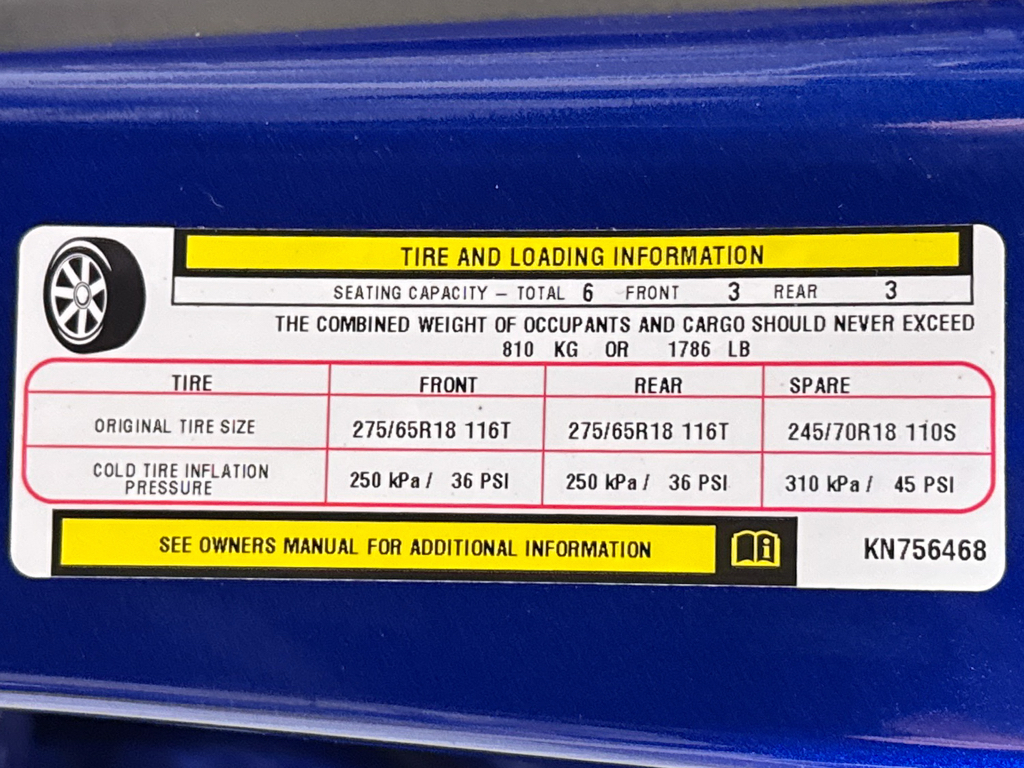 TIRE AND LOADING INFORMATION
SEATING CAPACITY – TOTAL 6 FRONT 3 REAR 3
THE COMBINED WEIGHT OF OCCUPANTS AND CARGO SHOULD NEVER EXCEED
810 KG OR 1786 LB
TIRE FRONT REAR SPARE
ORIGINAL TIRE SIZE 275/65R18 116T 275/65R18 116T 245/70R18 110S
COLD TIRE INFLATION
PRESSURE 250 kPa / 36 PSI 250 kPa / 36 PSI 310 kPa / 45 PSI
SEE OWNERS MANUAL FOR ADDITIONAL INFORMATION
KN756468